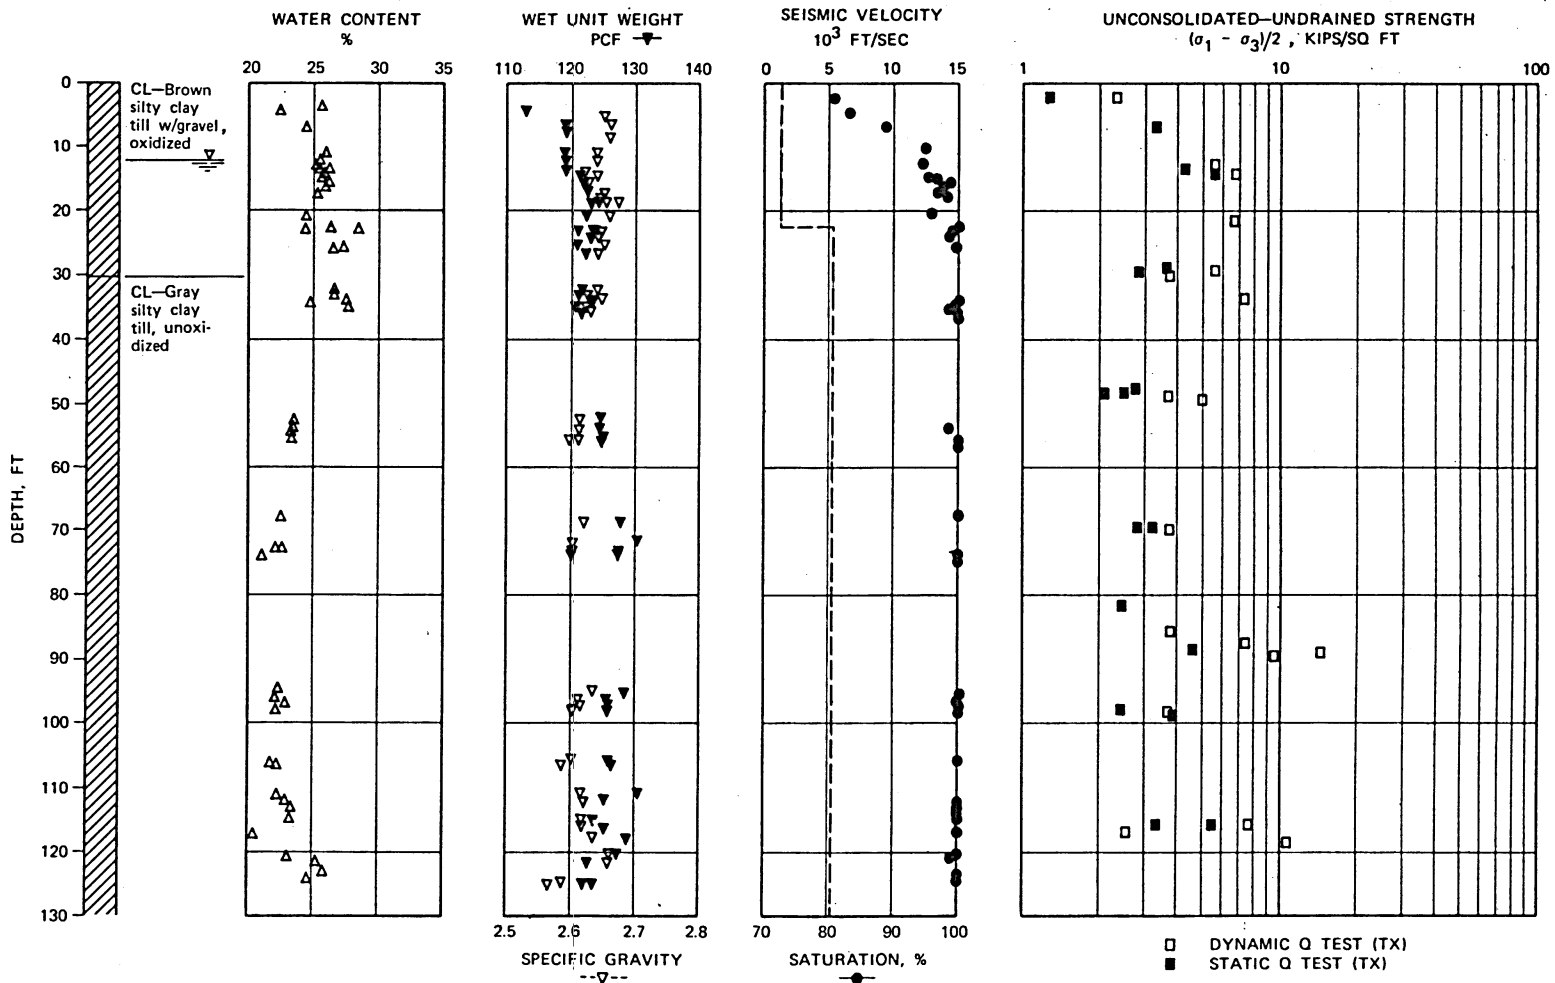 WATER CONTENT
%
20 25 30 35
WET UNIT WEIGHT
PCF
113 120 130 140
SEISMIC VELOCITY
10³ FT/SEC
0 5 10 15
UNCONSOLIDATED—UNDRAINED STRENGTH
(σ₁ - σ₃)/2 , KIPS/SQ FT
1 10 100
DEPTH, FT
0
10
20
30
40
50
60
70
80
90
100
110
120
130
CL—Brown
silty clay
till w/gravel,
oxidized
CL—Gray
silty clay
till, unoxi-
dized
2.5 2.6 2.7 2.8
SPECIFIC GRAVITY
70 80 90 100
SATURATION, %
DYNAMIC Q TEST (TX)
STATIC Q TEST (TX)